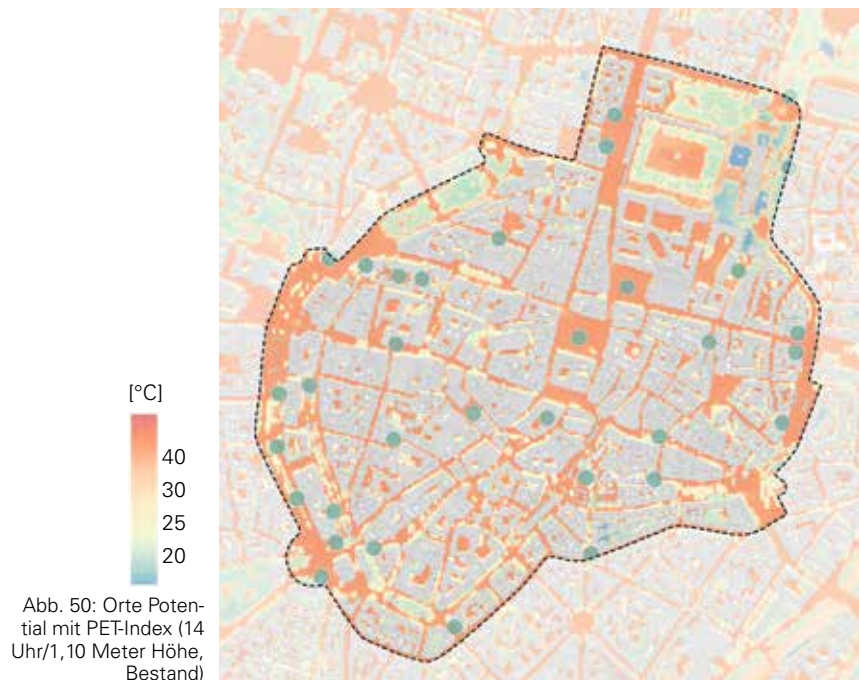 [°C]
40
30
25
20
Abb. 50: Orte Poten-
tial mit PET-Index (14
Uhr/1,10 Meter Höhe,
Bestand)